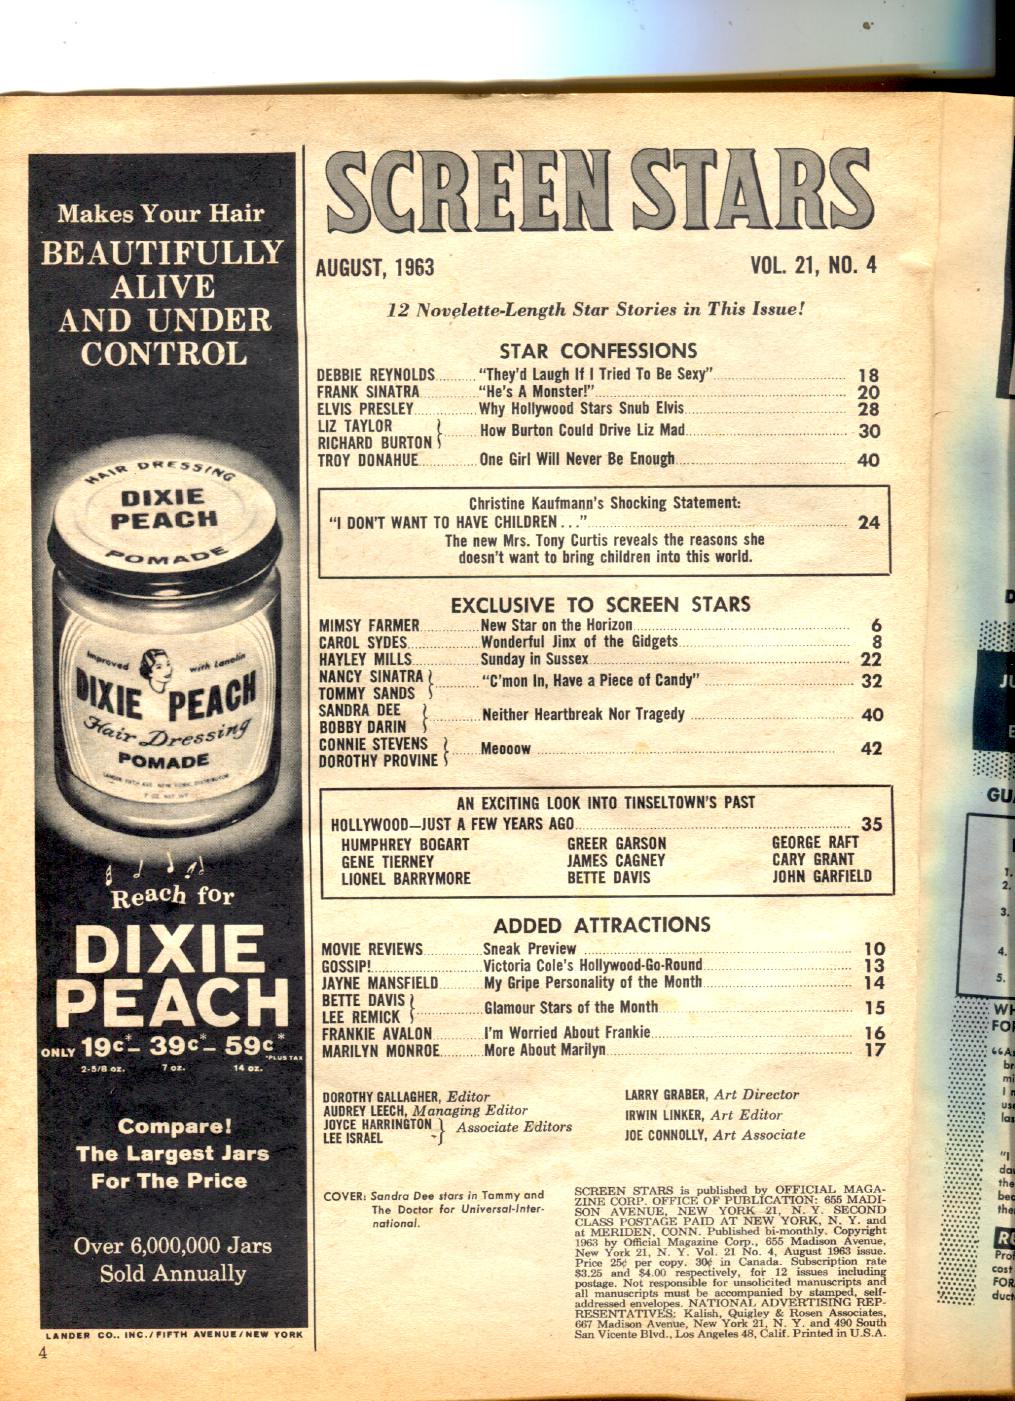 Makes Your Hair
BEAUTIFULLY
ALIVE
AND UNDER
CONTROL
HAIR DRESSING
DIXIE
PEACH
POMADE
Improved with Lanolin
DIXIE PEACH
Hair Dressing
POMADE
Reach for
DIXIE
PEACH
ONLY 19c*– 39c*– 59c*
*PLUS TAX
2-5/8 oz. 7 oz. 14 oz.
Compare!
The Largest Jars
For The Price
Over 6,000,000 Jars
Sold Annually
LANDER CO., INC./FIFTH AVENUE/NEW YORK
4
SCREEN STARS
AUGUST, 1963 VOL. 21, NO. 4
12 Novelette-Length Star Stories in This Issue!
STAR CONFESSIONS
DEBBIE REYNOLDS "They'd Laugh If I Tried To Be Sexy" 18
FRANK SINATRA "He's A Monster!" 20
ELVIS PRESLEY Why Hollywood Stars Snub Elvis 28
LIZ TAYLOR
RICHARD BURTON } How Burton Could Drive Liz Mad 30
TROY DONAHUE One Girl Will Never Be Enough 40
Christine Kaufmann's Shocking Statement:
"I DON'T WANT TO HAVE CHILDREN..." 24
The new Mrs. Tony Curtis reveals the reasons she
doesn't want to bring children into this world.
EXCLUSIVE TO SCREEN STARS
MIMSY FARMER New Star on the Horizon 6
CAROL SYDES Wonderful Jinx of the Gidgets 8
HAYLEY MILLS Sunday in Sussex 22
NANCY SINATRA
TOMMY SANDS } "C'mon In, Have a Piece of Candy" 32
SANDRA DEE
BOBBY DARIN } Neither Heartbreak Nor Tragedy 40
CONNIE STEVENS
DOROTHY PROVINE } Meooow 42
AN EXCITING LOOK INTO TINSELTOWN'S PAST
HOLLYWOOD—JUST A FEW YEARS AGO 35
HUMPHREY BOGART GREER GARSON GEORGE RAFT
GENE TIERNEY JAMES CAGNEY CARY GRANT
LIONEL BARRYMORE BETTE DAVIS JOHN GARFIELD
ADDED ATTRACTIONS
MOVIE REVIEWS Sneak Preview 10
GOSSIP! Victoria Cole's Hollywood-Go-Round 13
JAYNE MANSFIELD My Gripe Personality of the Month 14
BETTE DAVIS
LEE REMICK } Glamour Stars of the Month 15
FRANKIE AVALON I'm Worried About Frankie 16
MARILYN MONROE More About Marilyn 17
DOROTHY GALLAGHER, Editor
AUDREY LEECH, Managing Editor
JOYCE HARRINGTON
LEE ISRAEL } Associate Editors
LARRY GRABER, Art Director
IRWIN LINKER, Art Editor
JOE CONNOLLY, Art Associate
COVER: Sandra Dee stars in Tammy and
The Doctor for Universal-Inter-
national.
SCREEN STARS is published by OFFICIAL MAGA-
ZINE CORP. OFFICE OF PUBLICATION: 655 MADI-
SON AVENUE, NEW YORK 21, N. Y. SECOND
CLASS POSTAGE PAID AT NEW YORK, N. Y. and
at MERIDEN, CONN. Published bi-monthly. Copyright
1963 by Official Magazine Corp., 655 Madison Avenue,
New York 21, N. Y. Vol. 21 No. 4, August 1963 issue.
Price 25¢ per copy. 30¢ in Canada. Subscription rate
$3.25 and $4.00 respectively, for 12 issues including
postage. Not responsible for unsolicited manuscripts and
all manuscripts must be accompanied by stamped, self-
addressed envelopes. NATIONAL ADVERTISING REP-
RESENTATIVES: Kalish, Quigley & Rosen Associates,
667 Madison Avenue, New York 21, N. Y. and 490 South
San Vicente Blvd., Los Angeles 48, Calif. Printed in U.S.A.
1.
2.
3.
4.
5.